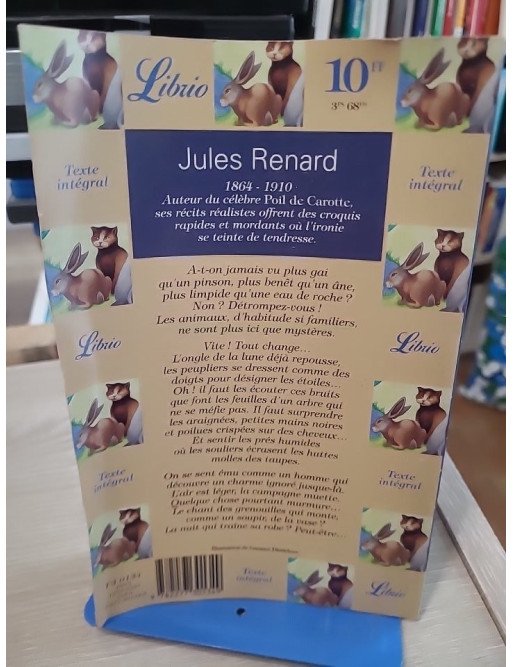 Librio
10 FF
3FS 68FB
Texte
intégral
Texte
intégral
Jules Renard
1864 - 1910
Auteur du célèbre Poil de Carotte,
ses récits réalistes offrent des croquis
rapides et mordants où l'ironie
se teinte de tendresse.
A-t-on jamais vu plus gai
qu'un pinson, plus benêt qu'un âne,
plus limpide qu'une eau de roche ?
Non ? Détrompez-vous !
Les animaux, d'habitude si familiers,
ne sont plus ici que mystères.
Librio
Librio
Vite ! Tout change...
L'ongle de la lune déjà repousse,
les peupliers se dressent comme des
doigts pour désigner les étoiles...
Oh ! il faut les écouter ces bruits
que font les feuilles d'un arbre qui
ne se méfie pas. Il faut surprendre
les araignées, petites mains noires
et poilues crispées sur des cheveux...
Et sentir les prés humides
où les souliers écrasent les huttes
molles des taupes.
Texte
intégral
Texte
intégral
On se sent ému comme un homme qui
découvre un charme ignoré jusque-là.
L'air est léger, la campagne muette.
Quelque chose pourtant murmure...
Le chant des grenouilles qui monte,
comme un soupir, de la vase ?
La nuit qui traîne sa robe ? Peut-être...
Texte
intégral
Librio